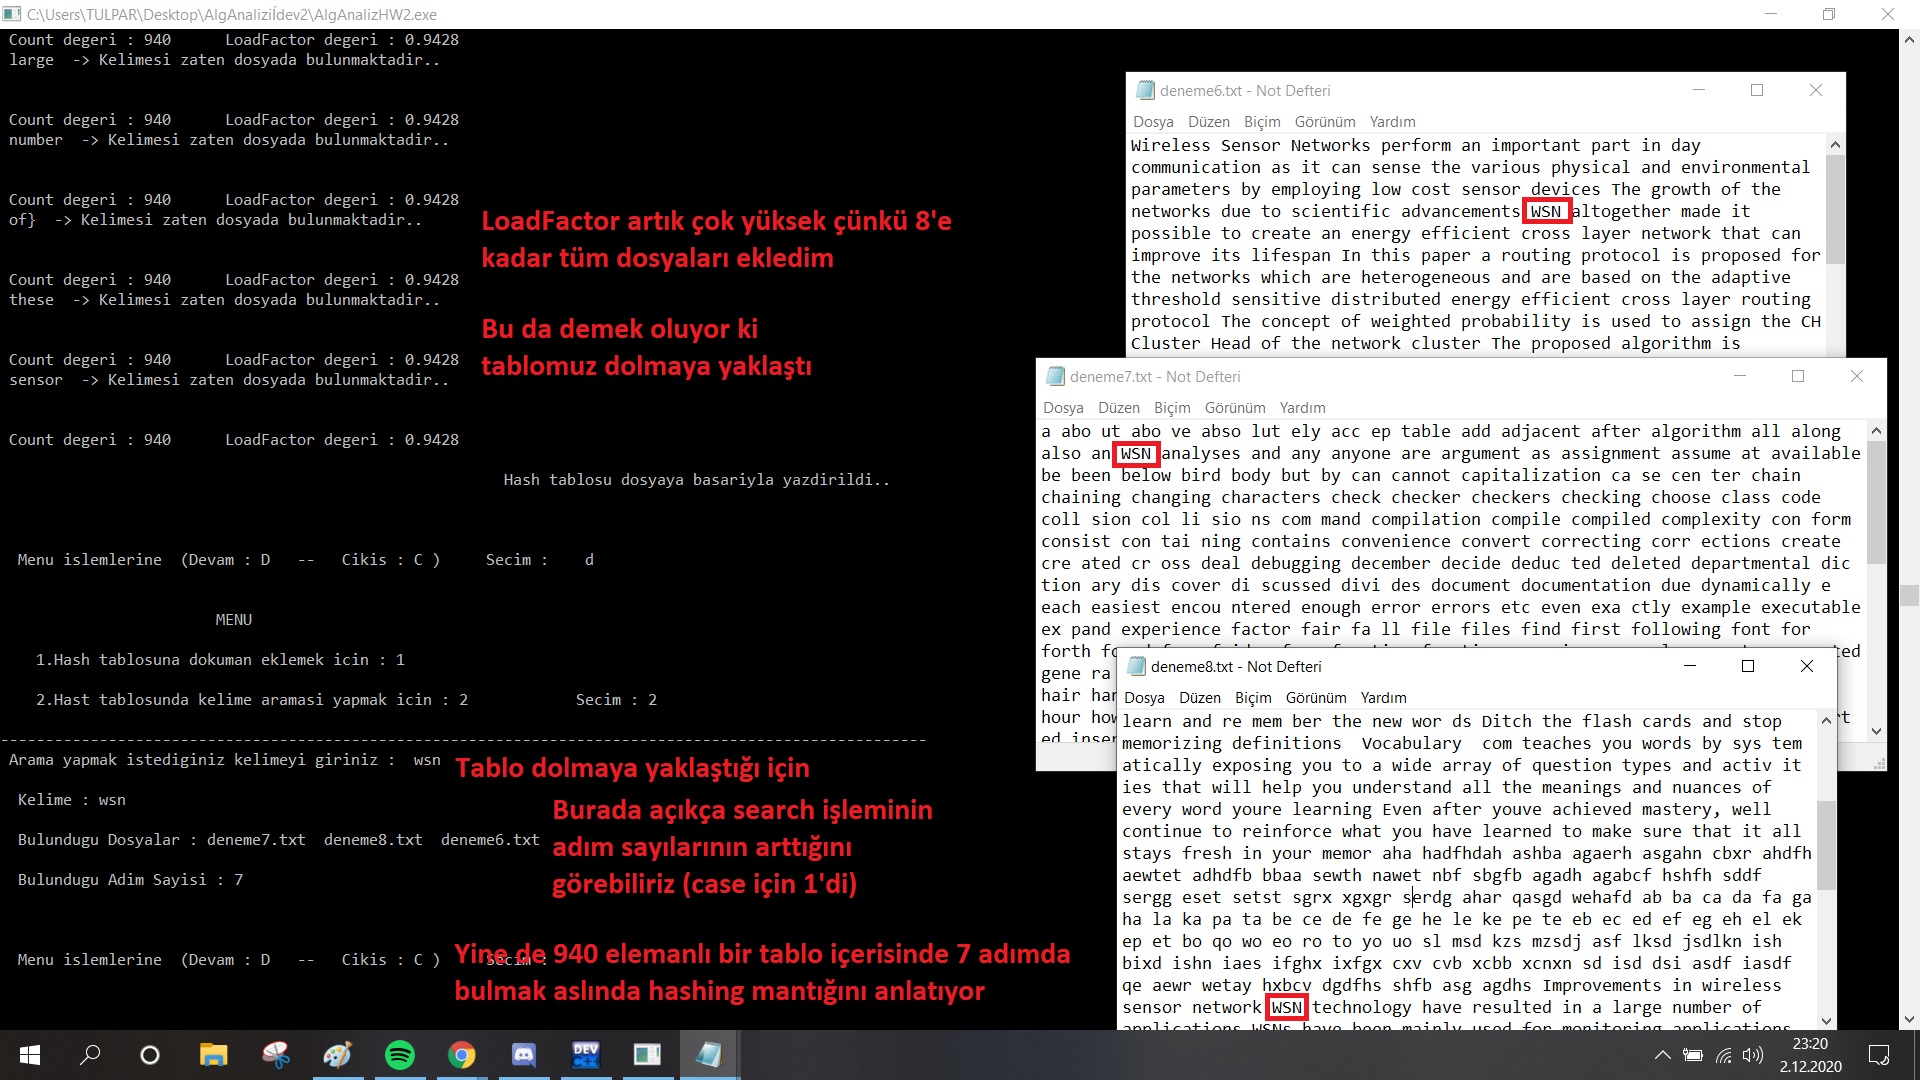 C:\Users\TULPAR\Desktop\AlgAnaliziÍdev2\AlgAnalizHW2.exe
Count degeri : 940      LoadFactor degeri : 0.9428
large  -> Kelimesi zaten dosyada bulunmaktadir..
Count degeri : 940      LoadFactor degeri : 0.9428
number  -> Kelimesi zaten dosyada bulunmaktadir..
Count degeri : 940      LoadFactor degeri : 0.9428
of}  -> Kelimesi zaten dosyada bulunmaktadir..
Count degeri : 940      LoadFactor degeri : 0.9428
these  -> Kelimesi zaten dosyada bulunmaktadir..
Count degeri : 940      LoadFactor degeri : 0.9428
sensor  -> Kelimesi zaten dosyada bulunmaktadir..
Count degeri : 940      LoadFactor degeri : 0.9428
LoadFactor artık çok yüksek çünkü 8'e
kadar tüm dosyaları ekledim
Bu da demek oluyor ki
tablomuz dolmaya yaklaştı
Hash tablosu dosyaya basariyla yazdirildi..
Menu islemlerine  (Devam : D   --   Cikis : C )     Secim :    d
MENU
1.Hash tablosuna dokuman eklemek icin : 1
2.Hast tablosunda kelime aramasi yapmak icin : 2            Secim : 2
--------------------------------------------------------------------------------
Arama yapmak istediginiz kelimeyi giriniz :  wsn
Kelime : wsn
Bulundugu Dosyalar : deneme7.txt  deneme8.txt  deneme6.txt
Bulundugu Adim Sayisi : 7
Menu islemlerine  (Devam : D   --   Cikis : C )     Secim :
Tablo dolmaya yaklaştığı için
Burada açıkça search işleminin
adım sayılarının arttığını
görebiliriz (case için 1'di)
Yine de 940 elemanlı bir tablo içerisinde 7 adımda
bulmak aslında hashing mantığını anlatıyor
deneme6.txt - Not Defteri
Dosya Düzen Biçim Görünüm Yardım
Wireless Sensor Networks perform an important part in day
communication as it can sense the various physical and environmental
parameters by employing low cost sensor devices The growth of the
networks due to scientific advancements WSN altogether made it
possible to create an energy efficient cross layer network that can
improve its lifespan In this paper a routing protocol is proposed for
the networks which are heterogeneous and are based on the adaptive
threshold sensitive distributed energy efficient cross layer routing
protocol The concept of weighted probability is used to assign the CH
Cluster Head of the network cluster The proposed algorithm is
deneme7.txt - Not Defteri
Dosya Düzen Biçim Görünüm Yardım
a abo ut abo ve abso lut ely acc ep table add adjacent after algorithm all along
also an WSN analyses and any anyone are argument as assignment assume at available
be been below bird body but by can cannot capitalization ca se cen ter chain
chaining changing characters check checker checkers checking choose class code
coll sion col li sio ns com mand compilation compile compiled complexity con form
consist con tai ning contains convenience convert correcting corr ections create
cre ated cr oss deal debugging december decide deduc ted deleted departmental dic
tion ary dis cover di scussed divi des document documentation due dynamically e
each easiest encou ntered enough error errors etc even exa ctly example executable
ex pand experience factor fair fa ll file files find first following font for
forth
gene ra
hair
hour
ed
deneme8.txt - Not Defteri
Dosya Düzen Biçim Görünüm Yardım
learn and re mem ber the new wor ds Ditch the flash cards and stop
memorizing definitions  Vocabulary  com teaches you words by sys tem
atically exposing you to a wide array of question types and activ it
ies that will help you understand all the meanings and nuances of
every word youre learning Even after youve achieved mastery, well
continue to reinforce what you have learned to make sure that it all
stays fresh in your memor aha hadfhdah ashba agaerh asgahn cbxr ahdfh
aewtet adhdfb bbaa sewth nawet nbf sbgfb agadh agabcf hshfh sddf
sergg eset setst sgrx xgxgr serdg ahar qasgd wehafd ab ba ca da fa ga
ha la ka pa ta be ce de fe ge he le ke pe te eb ec ed ef eg eh el ek
ep et bo qo wo eo ro to yo uo sl msd kzs mzsdj asf lksd jsdlkn ish
bixd ishn iaes ifghx ixfgx cxv cvb xcbb xcnxn sd isd dsi asdf iasdf
qe aewr wetay hxbcv dgdfhs shfb asg agdhs Improvements in wireless
sensor network WSN technology have resulted in a large number of
applications WSNs have been mainly used for monitoring applications
DEV
23:20
2.12.2020